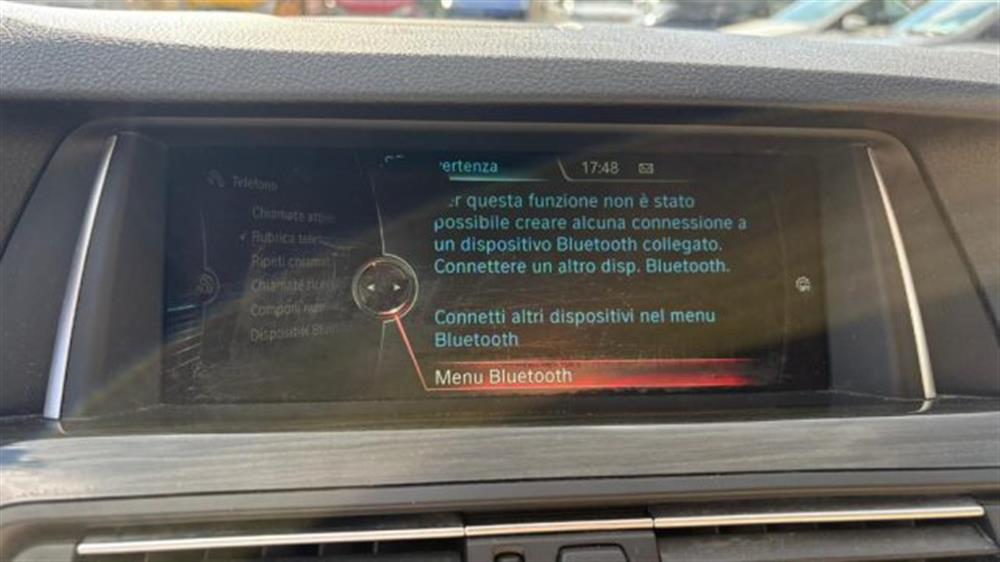 Telefono
Chiamate
Rubrica
Ripeti
Chiamate
Componi
Dispositivi
17:48
questa funzione non è stato
possibile creare alcuna connessione a
un dispositivo Bluetooth collegato.
Connettere un altro disp. Bluetooth.
Connetti altri dispositivi nel menu
Bluetooth
Menu Bluetooth
OFF